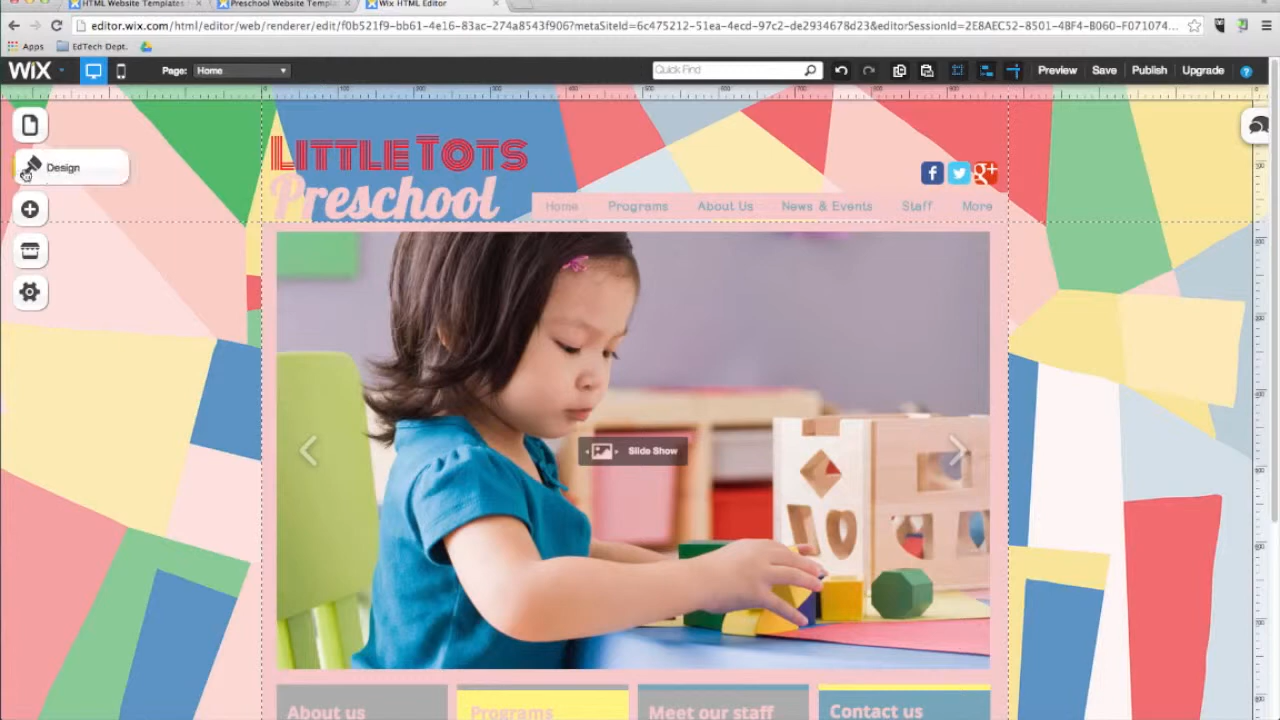 HTML Website Templates
Preschool Website Templa
Wix HTML Editor
editor.wix.com/html/editor/web/renderer/edit/f0b521f9-bb61-4e16-83ac-274a8543f906?metaSiteId=6c475212-51ea-4ecd-97c2-de2934678d23&editorSessionId=2E8AEC52-8501-4BF4-B060-F071074...
Apps EdTech Dept.
WiX Page: Home Quick Find Preview Save Publish Upgrade ?
Design
LITTLE TOTS
Preschool
f g+
Home Programs About Us News & Events Staff More
Slide Show
About us Programs Meet our staff Contact us